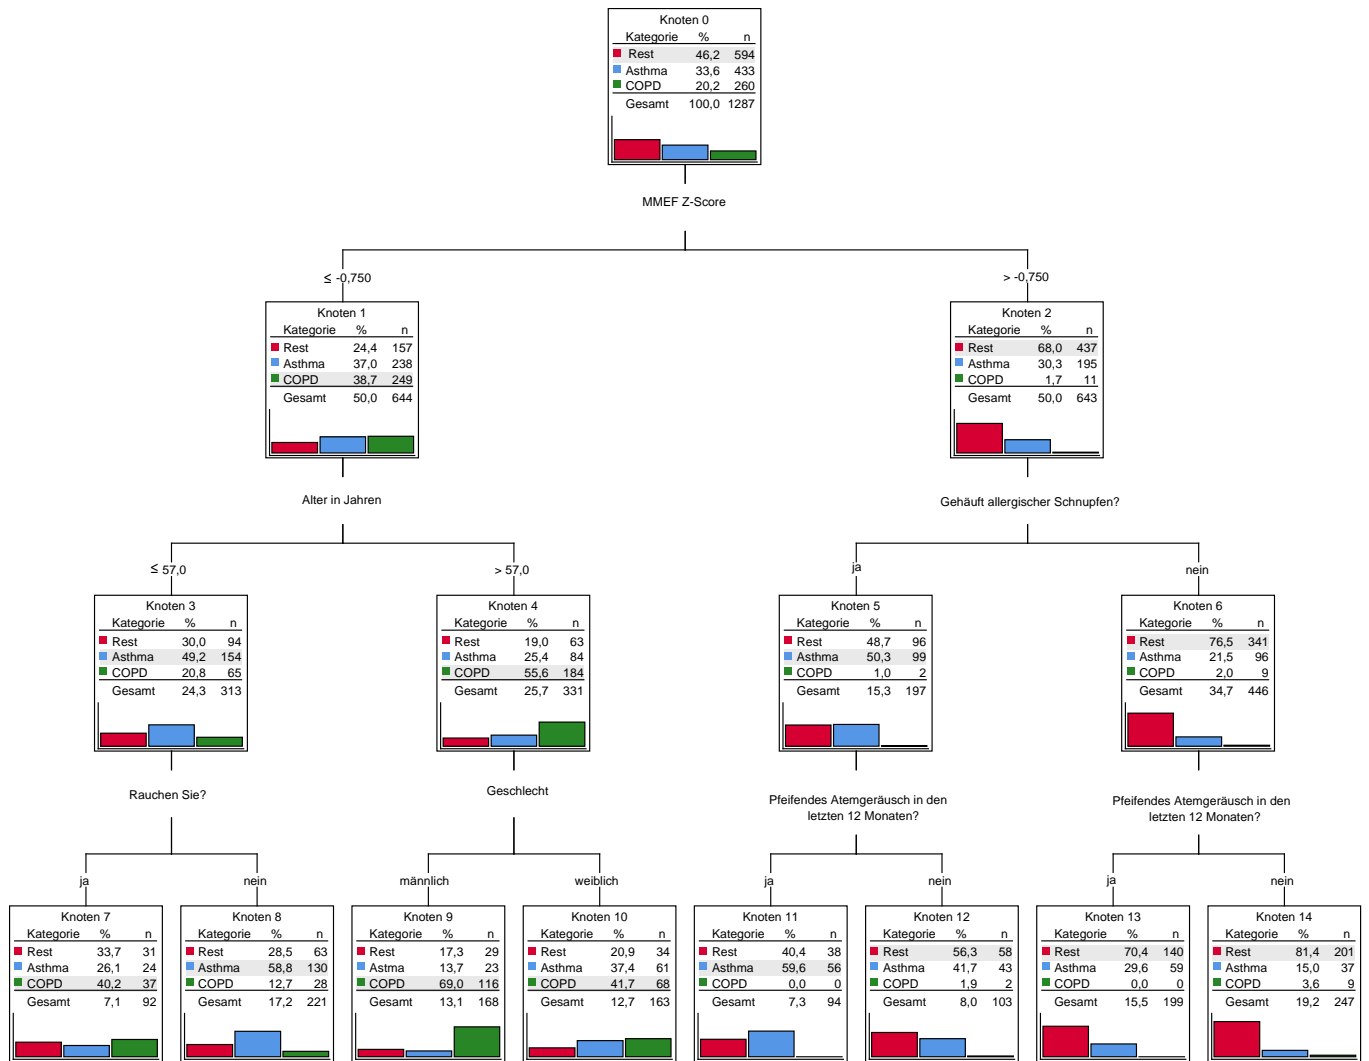 Knoten 0
Kategorie % n
Rest 46,2 594
Asthma 33,6 433
COPD 20,2 260
Gesamt 100,0 1287
MMEF Z-Score
≤ -0,750
> -0,750
Knoten 1
Kategorie % n
Rest 24,4 157
Asthma 37,0 238
COPD 38,7 249
Gesamt 50,0 644
Knoten 2
Kategorie % n
Rest 68,0 437
Asthma 30,3 195
COPD 1,7 11
Gesamt 50,0 643
Alter in Jahren
Gehäuft allergischer Schnupfen?
≤ 57,0
> 57,0
ja
nein
Knoten 3
Kategorie % n
Rest 30,0 94
Asthma 49,2 154
COPD 20,8 65
Gesamt 24,3 313
Knoten 4
Kategorie % n
Rest 19,0 63
Asthma 25,4 84
COPD 55,6 184
Gesamt 25,7 331
Knoten 5
Kategorie % n
Rest 48,7 96
Asthma 50,3 99
COPD 1,0 2
Gesamt 15,3 197
Knoten 6
Kategorie % n
Rest 76,5 341
Asthma 21,5 96
COPD 2,0 9
Gesamt 34,7 446
Rauchen Sie?
Geschlecht
Pfeifendes Atemgeräusch in den
letzten 12 Monaten?
Pfeifendes Atemgeräusch in den
letzten 12 Monaten?
ja
nein
männlich
weiblich
ja
nein
ja
nein
Knoten 7
Kategorie % n
Rest 33,7 31
Asthma 26,1 24
COPD 40,2 37
Gesamt 7,1 92
Knoten 8
Kategorie % n
Rest 28,5 63
Asthma 58,8 130
COPD 12,7 28
Gesamt 17,2 221
Knoten 9
Kategorie % n
Rest 17,3 29
Astma 13,7 23
COPD 69,0 116
Gesamt 13,1 168
Knoten 10
Kategorie % n
Rest 20,9 34
Asthma 37,4 61
COPD 41,7 68
Gesamt 12,7 163
Knoten 11
Kategorie % n
Rest 40,4 38
Asthma 59,6 56
COPD 0,0 0
Gesamt 7,3 94
Knoten 12
Kategorie % n
Rest 56,3 58
Asthma 41,7 43
COPD 1,9 2
Gesamt 8,0 103
Knoten 13
Kategorie % n
Rest 70,4 140
Asthma 29,6 59
COPD 0,0 0
Gesamt 15,5 199
Knoten 14
Kategorie % n
Rest 81,4 201
Asthma 15,0 37
COPD 3,6 9
Gesamt 19,2 247